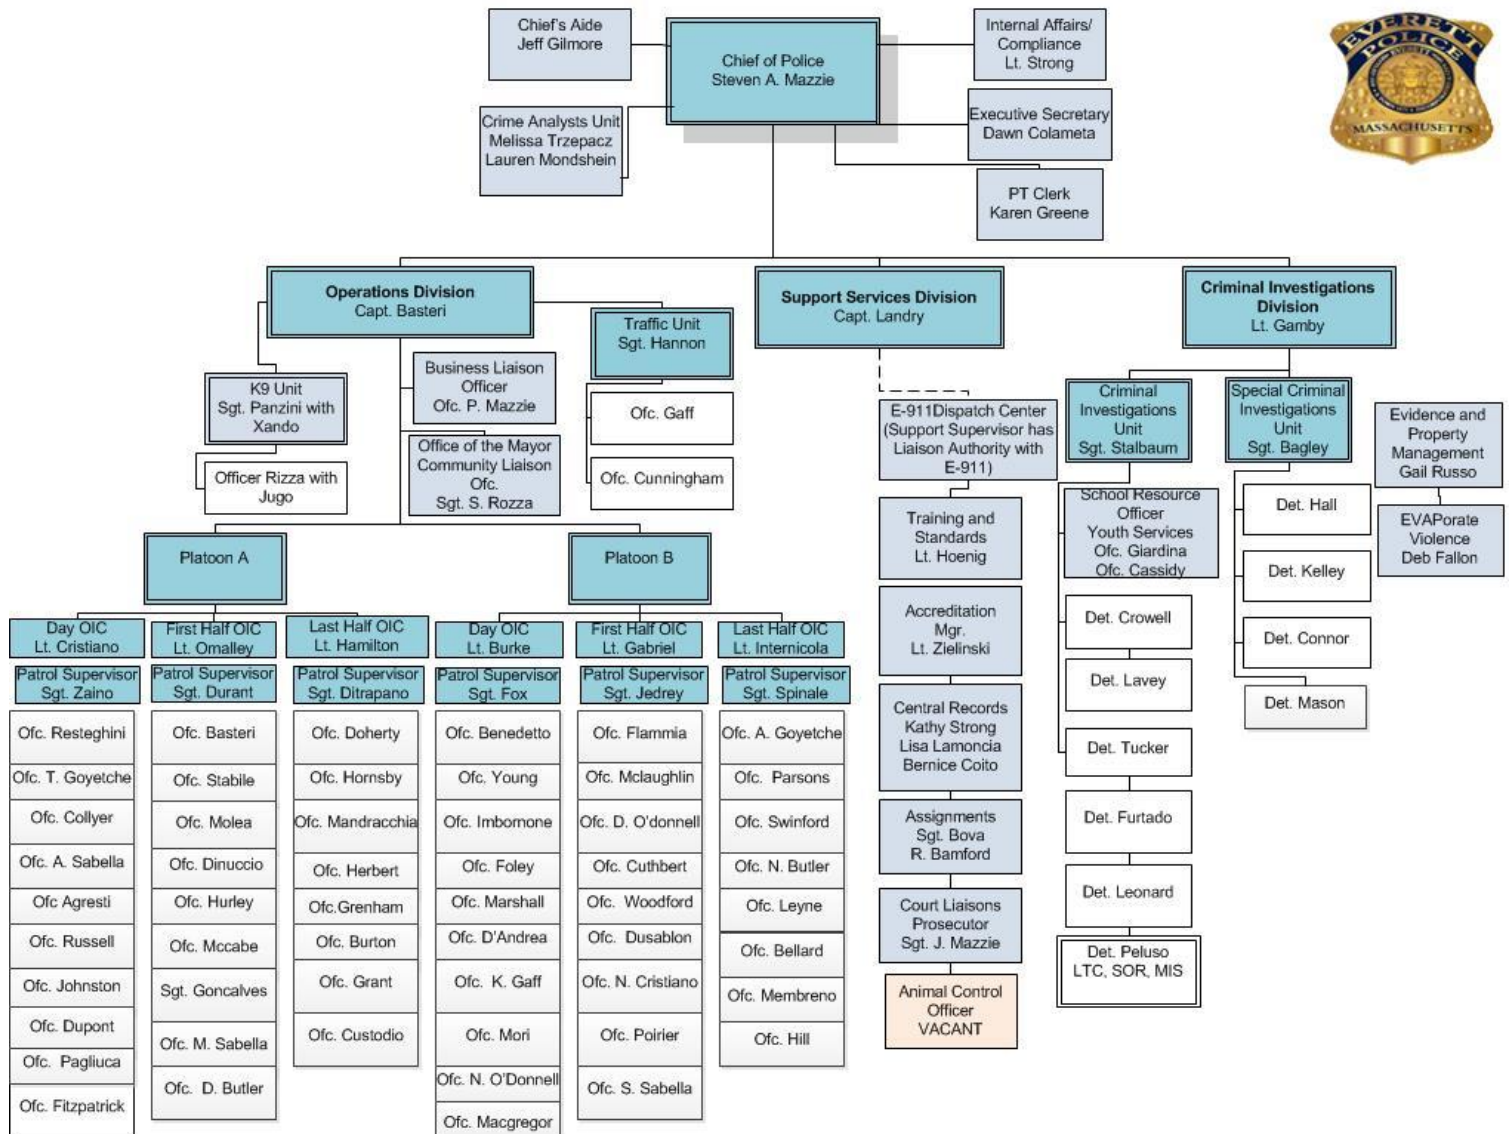 Chief's Aide
Jeff Gilmore
Chief of Police
Steven A. Mazzie
Internal Affairs/
Compliance
Lt. Strong
EVERETT
POLICE
MASSACHUSETTS
Crime Analysts Unit
Melissa Trzepacz
Lauren Mondshein
Executive Secretary
Dawn Colameta
PT Clerk
Karen Greene
Operations Division
Capt. Basteri
Support Services Division
Capt. Landry
Criminal Investigations
Division
Lt. Gamby
K9 Unit
Sgt. Panzini with
Xando
Officer Rizza with
Jugo
Business Liaison
Officer
Ofc. P. Mazzie
Office of the Mayor
Community Liaison
Ofc.
Sgt. S. Rozza
Traffic Unit
Sgt. Hannon
Ofc. Gaff
Ofc. Cunningham
Platoon A
Platoon B
Day OIC
Lt. Cristiano
Patrol Supervisor
Sgt. Zaino
Ofc. Resteghini
Ofc. T. Goyetche
Ofc. Collyer
Ofc. A. Sabella
Ofc Agresti
Ofc. Russell
Ofc. Johnston
Ofc. Dupont
Ofc. Pagliuca
Ofc. Fitzpatrick
First Half OIC
Lt. Omalley
Patrol Supervisor
Sgt. Durant
Ofc. Basteri
Ofc. Stabile
Ofc. Molea
Ofc. Dinuccio
Ofc. Hurley
Ofc. Mccabe
Sgt. Goncalves
Ofc. M. Sabella
Ofc. D. Butler
Last Half OIC
Lt. Hamilton
Patrol Supervisor
Sgt. Ditrapano
Ofc. Doherty
Ofc. Hornsby
Ofc. Mandracchia
Ofc. Herbert
Ofc.Grenham
Ofc. Burton
Ofc. Grant
Ofc. Custodio
Day OIC
Lt. Burke
Patrol Supervisor
Sgt. Fox
Ofc. Benedetto
Ofc. Young
Ofc. Imbornone
Ofc. Foley
Ofc. Marshall
Ofc. D'Andrea
Ofc. K. Gaff
Ofc. Mori
Ofc. N. O'Donnell
Ofc. Macgregor
First Half OIC
Lt. Gabriel
Patrol Supervisor
Sgt. Jedrey
Ofc. Flammia
Ofc. Mclaughlin
Ofc. D. O'donnell
Ofc. Cuthbert
Ofc. Woodford
Ofc. Dusablon
Ofc. N. Cristiano
Ofc. Poirier
Ofc. S. Sabella
Last Half OIC
Lt. Internicola
Patrol Supervisor
Sgt. Spinale
Ofc. A. Goyetche
Ofc. Parsons
Ofc. Swinford
Ofc. N. Butler
Ofc. Leyne
Ofc. Bellard
Ofc. Membreno
Ofc. Hill
E-911Dispatch Center
(Support Supervisor has
Liaison Authority with
E-911)
Training and
Standards
Lt. Hoenig
Accreditation
Mgr.
Lt. Zielinski
Central Records
Kathy Strong
Lisa Lamoncia
Bernice Coito
Assignments
Sgt. Bova
R. Bamford
Court Liaisons
Prosecutor
Sgt. J. Mazzie
Animal Control
Officer
VACANT
Criminal
Investigations
Unit
Sgt. Stalbaum
School Resource
Officer
Youth Services
Ofc. Giardina
Ofc. Cassidy
Det. Crowell
Det. Lavey
Det. Tucker
Det. Furtado
Det. Leonard
Det. Peluso
LTC, SOR, MIS
Special Criminal
Investigations
Unit
Sgt. Bagley
Det. Hall
Det. Kelley
Det. Connor
Det. Mason
Evidence and
Property
Management
Gail Russo
EVAPorate
Violence
Deb Fallon